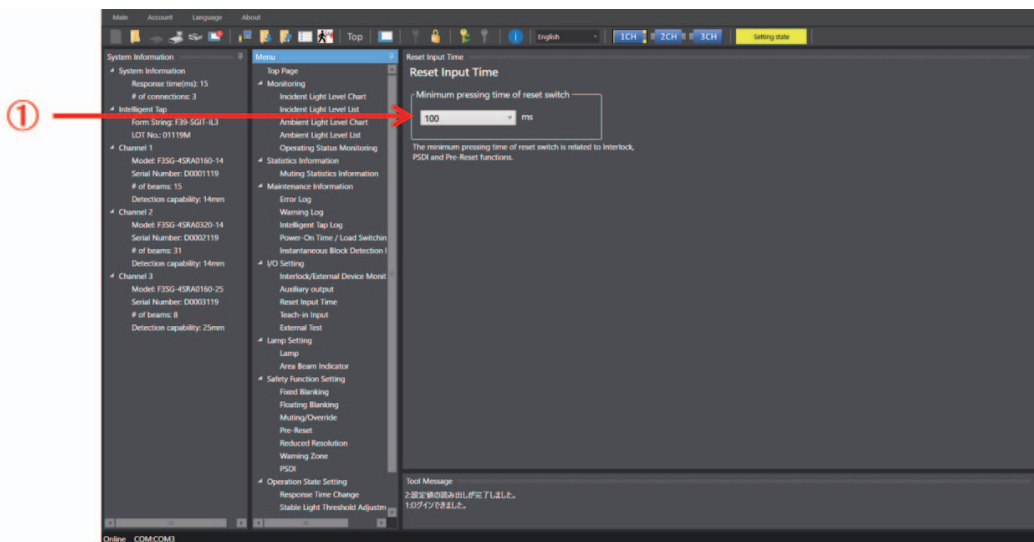 Main Account Language About
Top English 1CH 2CH 3CH Setting state
System Information
System Information
Response time(ms): 15
# of connections: 3
Intelligent Tap
Form String: F39-SGIT-IL3
LOT No.: 01119M
Channel 1
Model: F3SG-4SRA0160-14
Serial Number: D0001119
# of beams: 15
Detection capability: 14mm
Channel 2
Model: F3SG-4SRA0320-14
Serial Number: D0002119
# of beams: 31
Detection capability: 14mm
Channel 3
Model: F3SG-4SRA0160-25
Serial Number: D0003119
# of beams: 8
Detection capability: 25mm
Menu
Top Page
Monitoring
Incident Light Level Chart
Incident Light Level List
Ambient Light Level Chart
Ambient Light Level List
Operating Status Monitoring
Statistics Information
Muting Statistics Information
Maintenance Information
Error Log
Warning Log
Intelligent Tap Log
Power-On Time / Load Switchin
Instantaneous Block Detection I
I/O Setting
Interlock/External Device Monit
Auxiliary output
Reset Input Time
Teach-in Input
External Test
Lamp Setting
Lamp
Area Beam Indicator
Safety Function Setting
Fixed Blanking
Floating Blanking
Muting/Override
Pre-Reset
Reduced Resolution
Warning Zone
PSDI
Operation State Setting
Response Time Change
Stable Light Threshold Adjustm
Reset Input Time
Reset Input Time
Minimum pressing time of reset switch
①
100 ms
The minimum pressing time of reset switch is related to Interlock,
PSDI and Pre-Reset functions.
Tool Message
2:設定値の読み出しが完了しました。
1:ログインできました。
Online COM:COM3